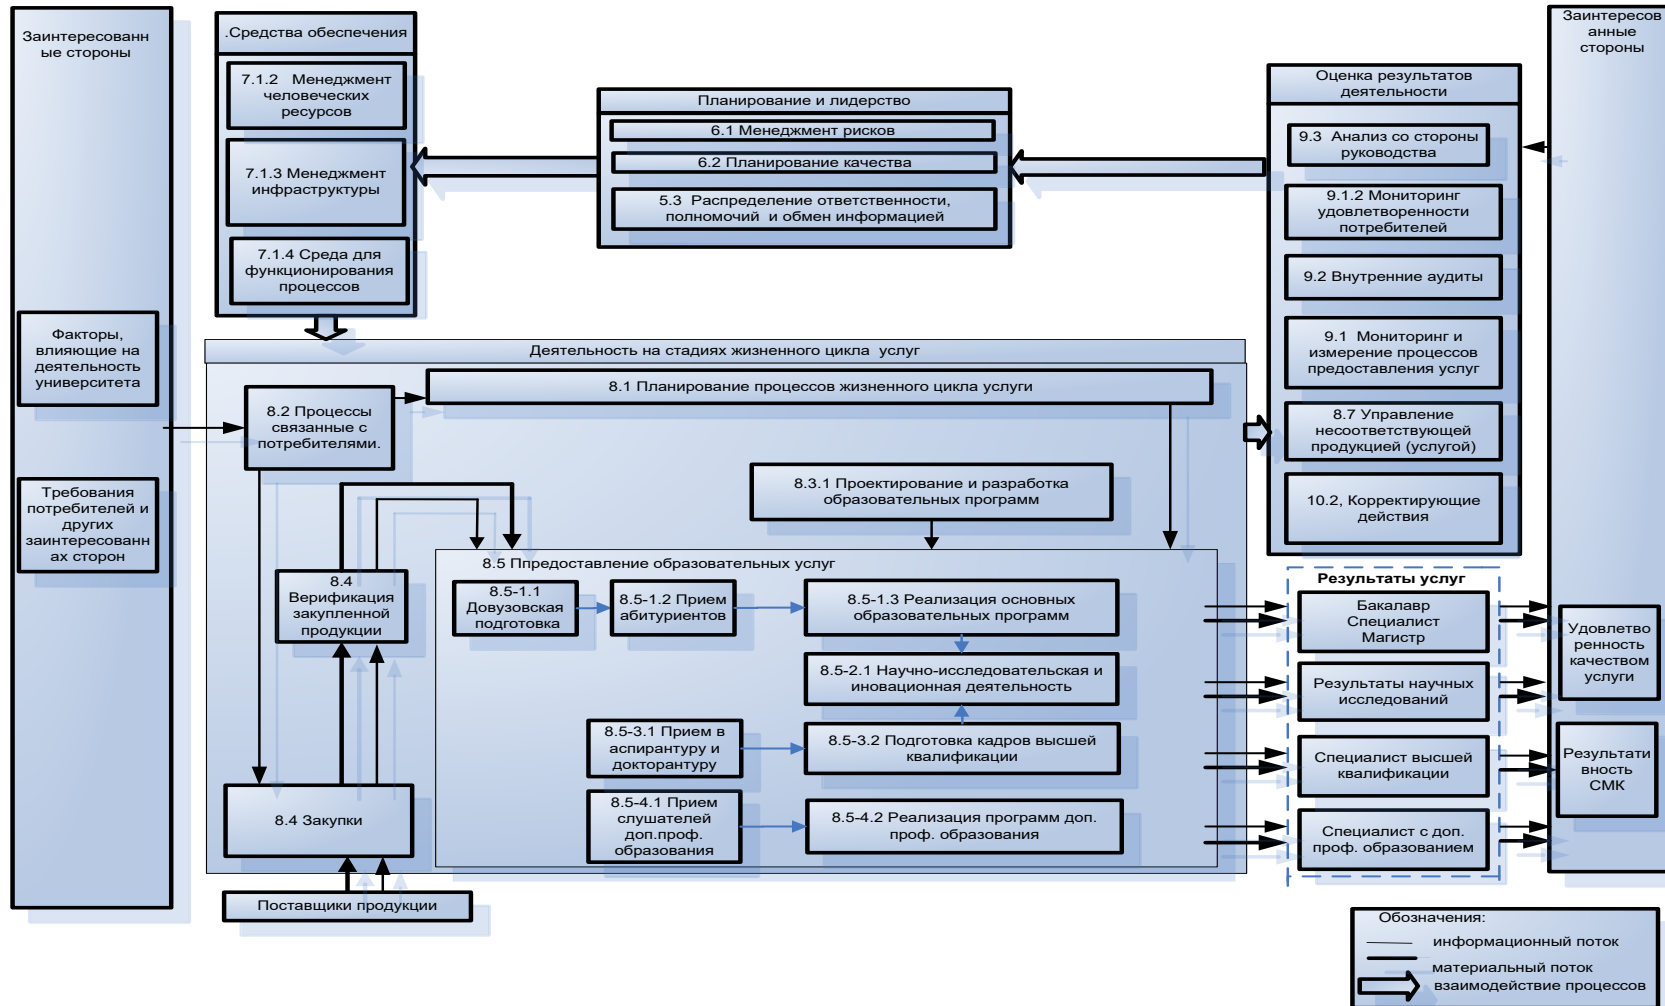 Заинтересованн
ые стороны
Факторы,
влияющие на
деятельность
университета
Требования
потребителей и
других
заинтересованн
ах сторон
.Средства обеспечения
7.1.2 Менеджмент
человеческих
ресурсов
7.1.3 Менеджмент
инфраструктуры
7.1.4 Среда для
функционирования
процессов
Планирование и лидерство
6.1 Менеджмент рисков
6.2 Планирование качества
5.3 Распределение ответственности,
полномочий и обмен информацией
Оценка результатов
деятельности
9.3 Анализ со стороны
руководства
9.1.2 Мониторинг
удовлетворенности
потребителей
9.2 Внутренние аудиты
9.1 Мониторинг и
измерение процессов
предоставления услуг
8.7 Управление
несоответствующей
продукцией (услугой)
10.2, Корректирующие
действия
Заинтересов
анные
стороны
Удовлетво
ренность
качеством
услуги
Результати
вность
СМК
Деятельность на стадиях жизненного цикла услуг
8.1 Планирование процессов жизненного цикла услуги
8.2 Процессы
связанные с
потребителями.
8.3.1 Проектирование и разработка
образовательных программ
8.4
Верификация
закупленной
продукции
8.4 Закупки
Поставщики продукции
8.5 Ппредоставление образовательных услуг
8.5-1.1
Довузовская
подготовка
8.5-1.2 Прием
абитуриентов
8.5-1.3 Реализация основных
образовательных программ
8.5-2.1 Научно-исследовательская и
иновационная деятельность
8.5-3.1 Прием в
аспирантуру и
докторантуру
8.5-3.2 Подготовка кадров высшей
квалификации
8.5-4.1 Прием
слушателей
доп.проф.
образования
8.5-4.2 Реализация программ доп.
проф. образования
Результаты услуг
Бакалавр
Специалист
Магистр
Результаты научных
исследований
Специалист высшей
квалификации
Специалист с доп.
проф. образованием
Обозначения:
информационный поток
материальный поток
взаимодействие процессов